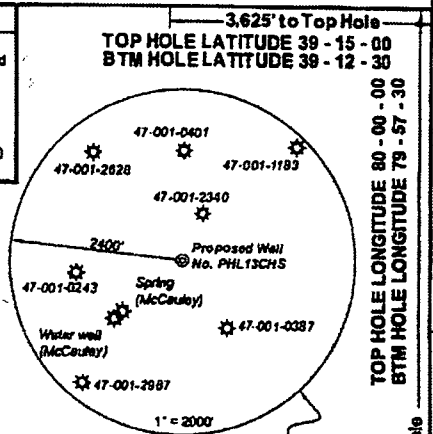 3,625' to Top Hole
TOP HOLE LATITUDE 39 - 15 - 00
BTM HOLE LATITUDE 39 - 12 - 30
TOP HOLE LONGITUDE 80 - 00 - 00
BTM HOLE LONGITUDE 79 - 57 - 30
47-001-0401
47-001-2628
47-001-1183
47-001-2340
2400'
Proposed Well
No. PHL13CHS
47-001-0243
Spring
(McCauley)
Water well
(McCauley)
47-001-0387
47-001-2987
1" = 2000'